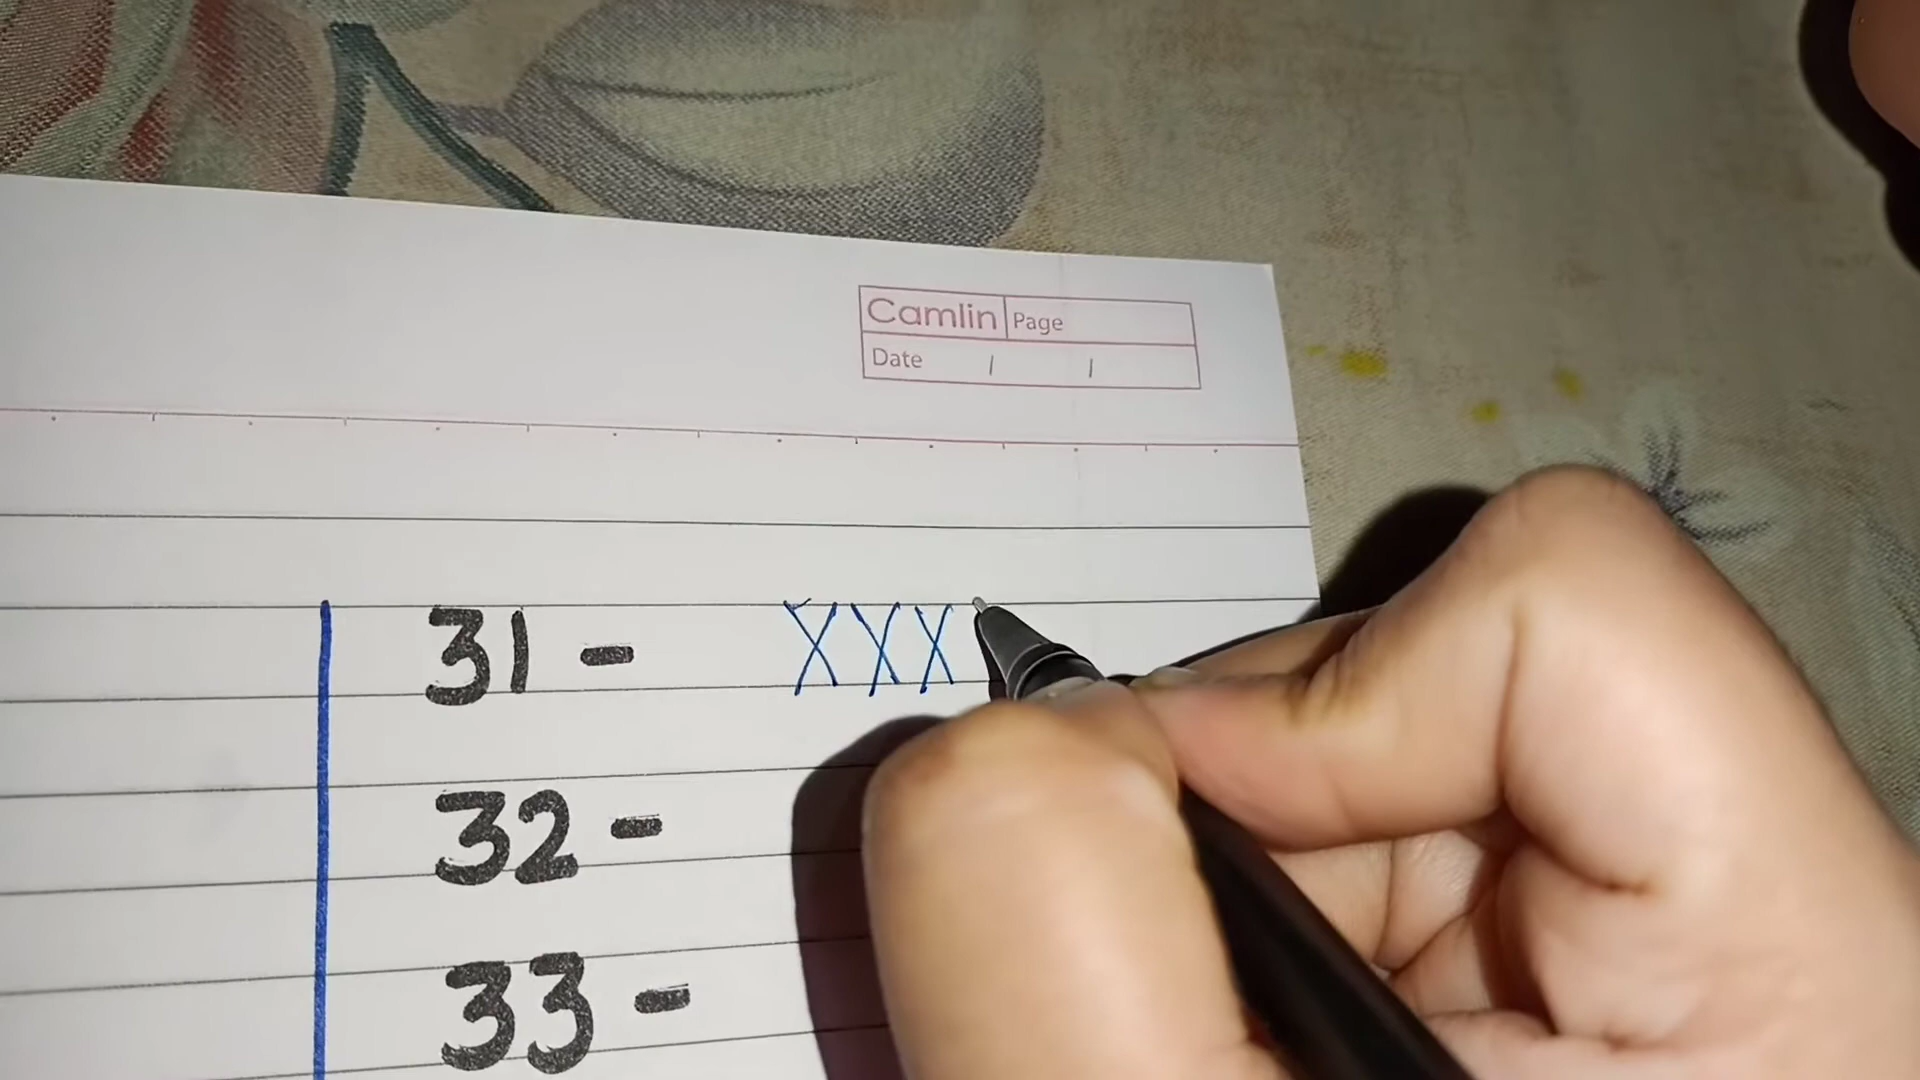 Camlin Page
Date / /
31 - XXX
32 -
33 -